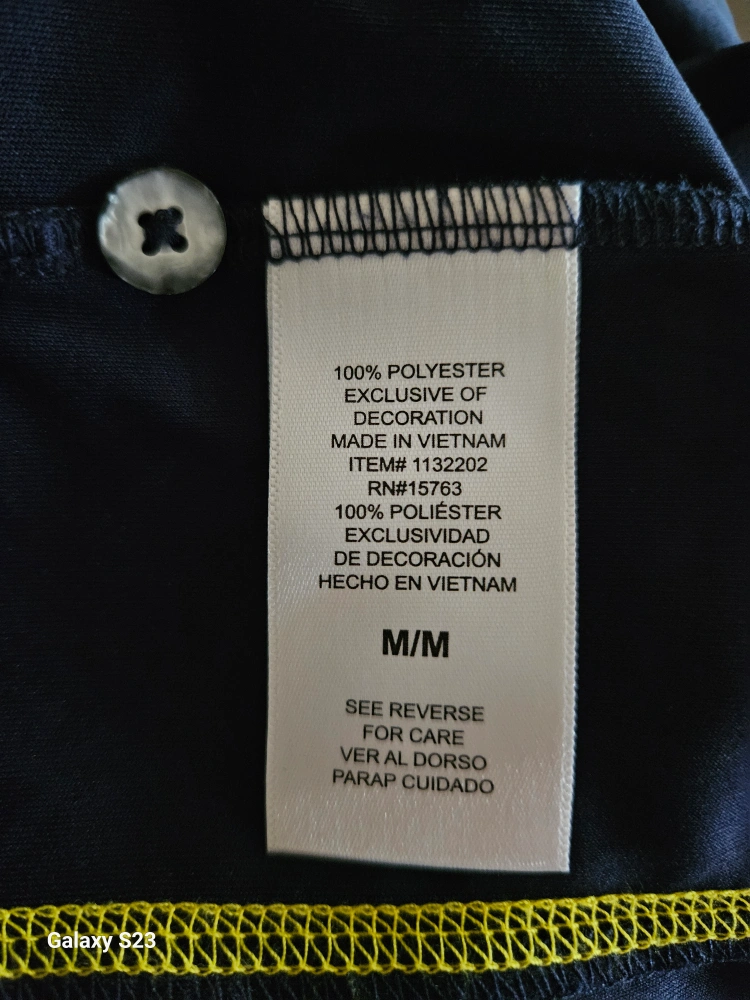 100% POLYESTER
EXCLUSIVE OF
DECORATION
MADE IN VIETNAM
ITEM# 1132202
RN#15763
100% POLIÉSTER
EXCLUSIVIDAD
DE DECORACIÓN
HECHO EN VIETNAM
M/M
SEE REVERSE
FOR CARE
VER AL DORSO
PARAP CUIDADO
Galaxy S23